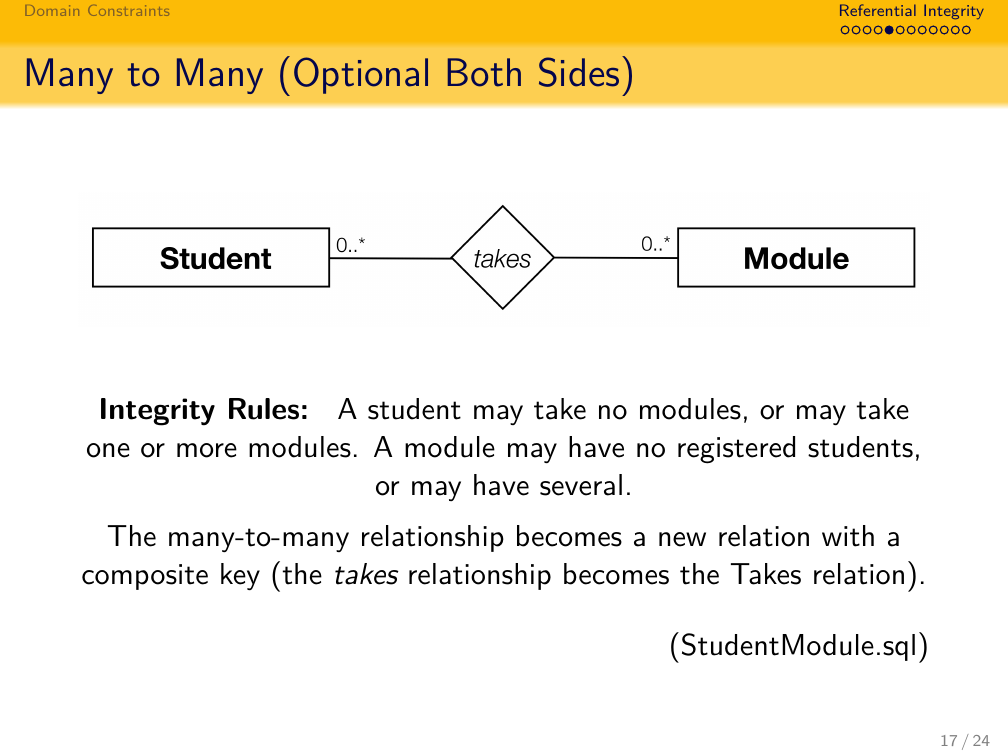 Domain Constraints
Referential Integrity
Many to Many (Optional Both Sides)
Student
0..*
takes
0..*
Module
Integrity Rules: A student may take no modules, or may take
one or more modules. A module may have no registered students,
or may have several.
The many-to-many relationship becomes a new relation with a
composite key (the takes relationship becomes the Takes relation).
(StudentModule.sql)
17 / 24